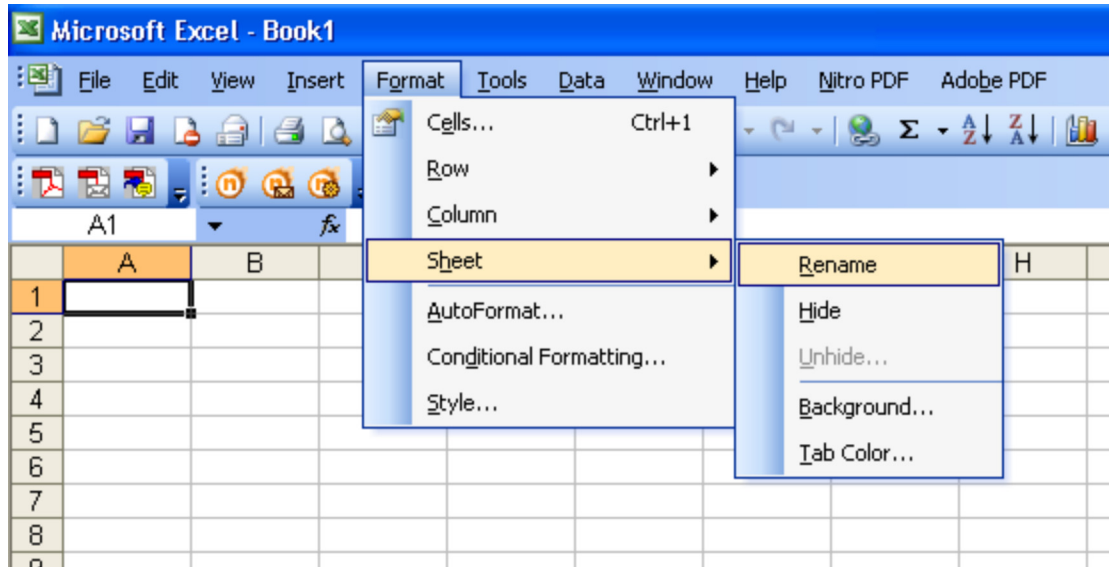 Microsoft Excel - Book1
File Edit View Insert Format Tools Data Window Help Nitro PDF Adobe PDF
Cells... Ctrl+1
Σ A Z Z A
Row
Column
A1 fx
Sheet
Rename
A B H
1
AutoFormat...
Hide
2
Conditional Formatting...
Unhide...
3
Style...
Background...
4
5
Tab Color...
6
7
8